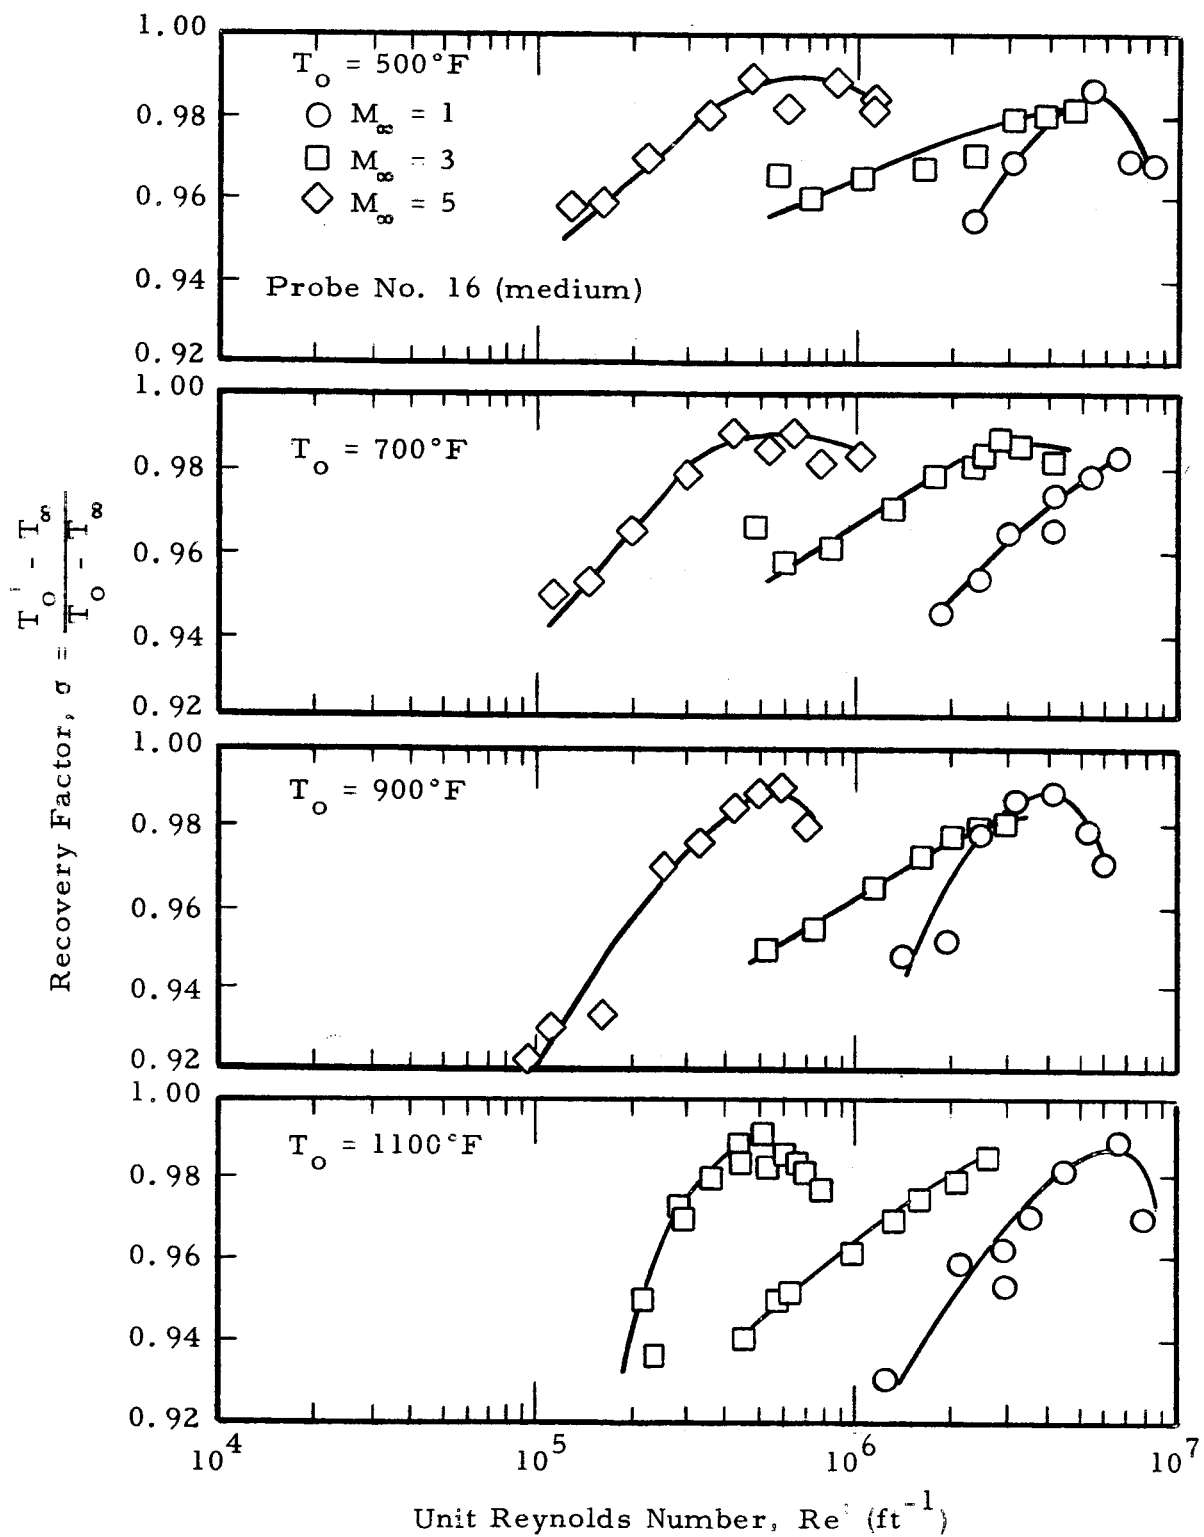 1.00
0.98
0.96
0.94
0.92
T₀ = 500°F
○ M∞ = 1
□ M∞ = 3
◇ M∞ = 5
Probe No. 16 (medium)
1.00
0.98
0.96
0.94
0.92
T₀ = 700°F
1.00
0.98
0.96
0.94
0.92
T₀ = 900°F
1.00
0.98
0.96
0.94
0.92
T₀ = 1100°F
Recovery Factor, σ = (T₀' - T∞) / (T₀ - T∞)
10⁴ 10⁵ 10⁶ 10⁷
Unit Reynolds Number, Re' (ft⁻¹)